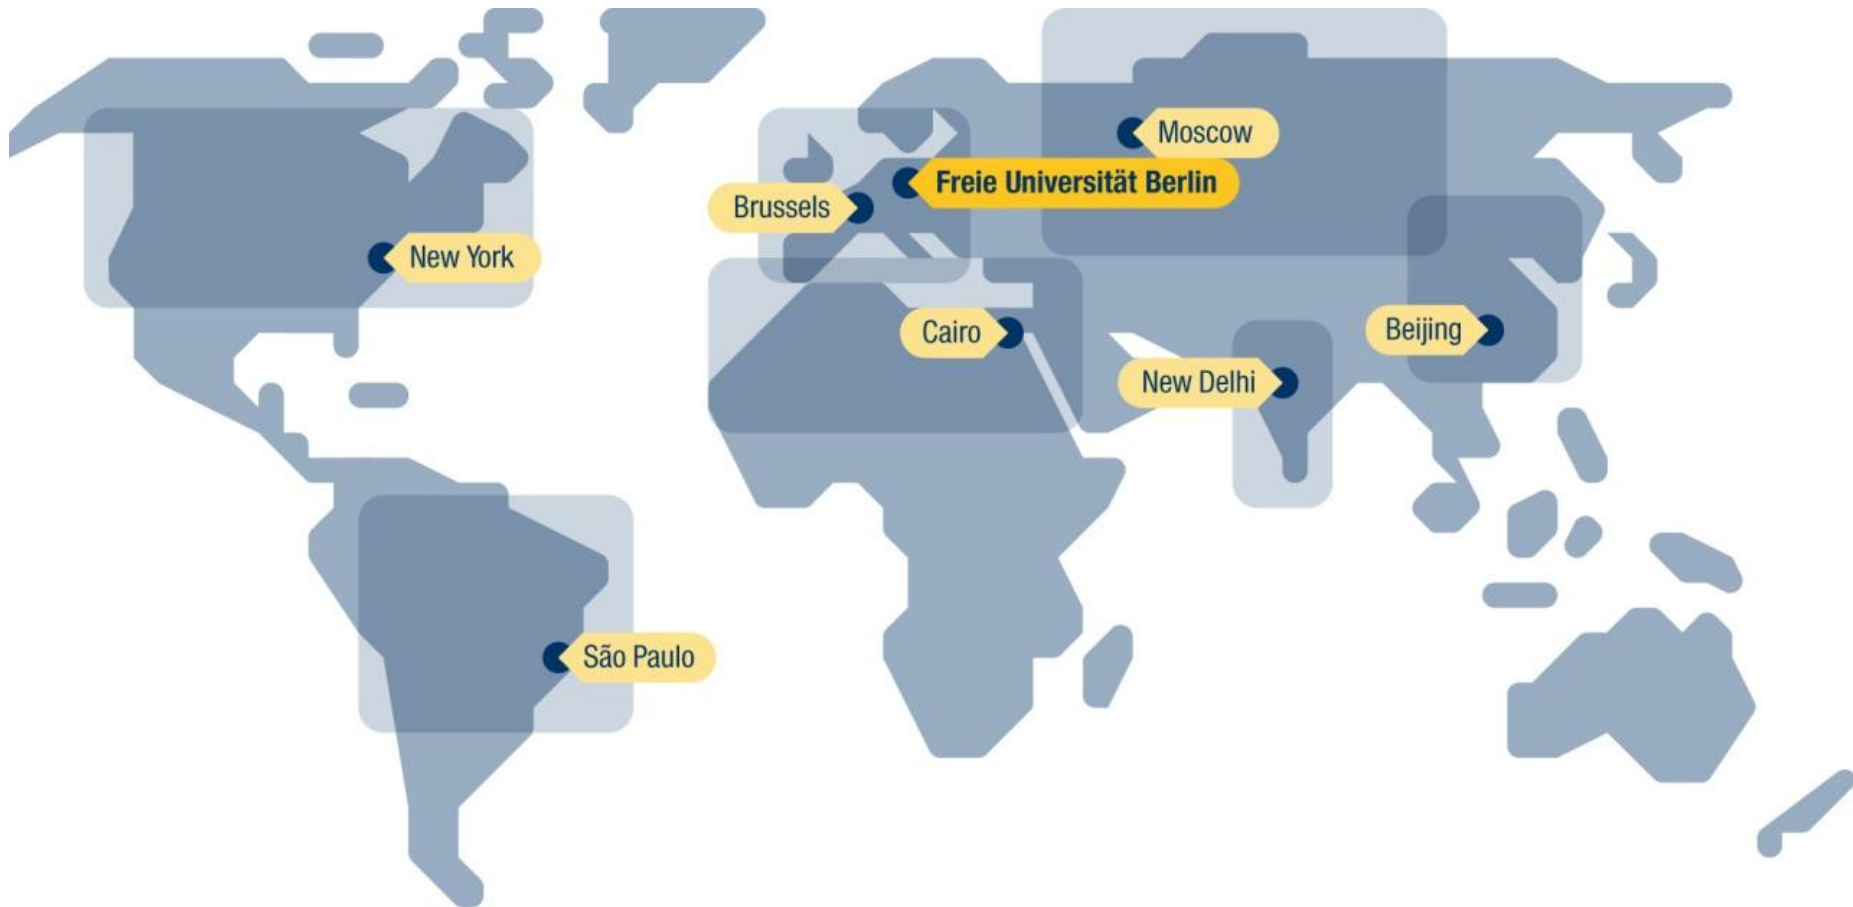 Moscow
Freie Universität Berlin
Brussels
New York
Cairo
Beijing
New Delhi
São Paulo